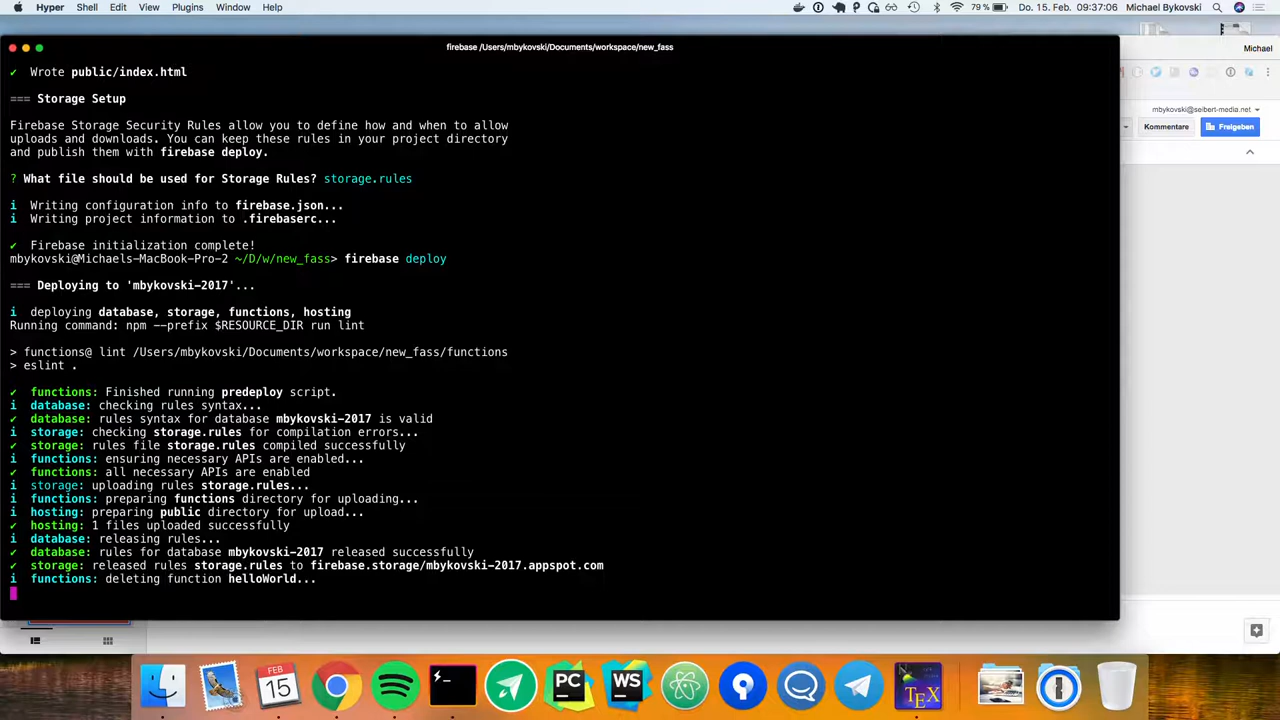 Hyper Shell Edit View Plugins Window Help 79 % Do. 15. Feb. 09:37:06 Michael Bykovski
firebase /Users/mbykovski/Documents/workspace/new_fass
Michael
✔ Wrote public/index.html
=== Storage Setup
Firebase Storage Security Rules allow you to define how and when to allow
uploads and downloads. You can keep these rules in your project directory
and publish them with firebase deploy.
? What file should be used for Storage Rules? storage.rules
i Writing configuration info to firebase.json...
i Writing project information to .firebaserc...
✔ Firebase initialization complete!
mbykovski@Michaels-MacBook-Pro-2 ~/D/w/new_fass> firebase deploy
=== Deploying to 'mbykovski-2017'...
i deploying database, storage, functions, hosting
Running command: npm --prefix $RESOURCE_DIR run lint
> functions@ lint /Users/mbykovski/Documents/workspace/new_fass/functions
> eslint .
✔ functions: Finished running predeploy script.
i database: checking rules syntax...
✔ database: rules syntax for database mbykovski-2017 is valid
i storage: checking storage.rules for compilation errors...
✔ storage: rules file storage.rules compiled successfully
i functions: ensuring necessary APIs are enabled...
✔ functions: all necessary APIs are enabled
i storage: uploading rules storage.rules...
i functions: preparing functions directory for uploading...
i hosting: preparing public directory for upload...
✔ hosting: 1 files uploaded successfully
i database: releasing rules...
✔ database: rules for database mbykovski-2017 released successfully
✔ storage: released rules storage.rules to firebase.storage/mbykovski-2017.appspot.com
i functions: deleting function helloWorld...
mbykovski@seibert-media.net
Kommentare Freigeben
FEB
15
PC
WS
TEX